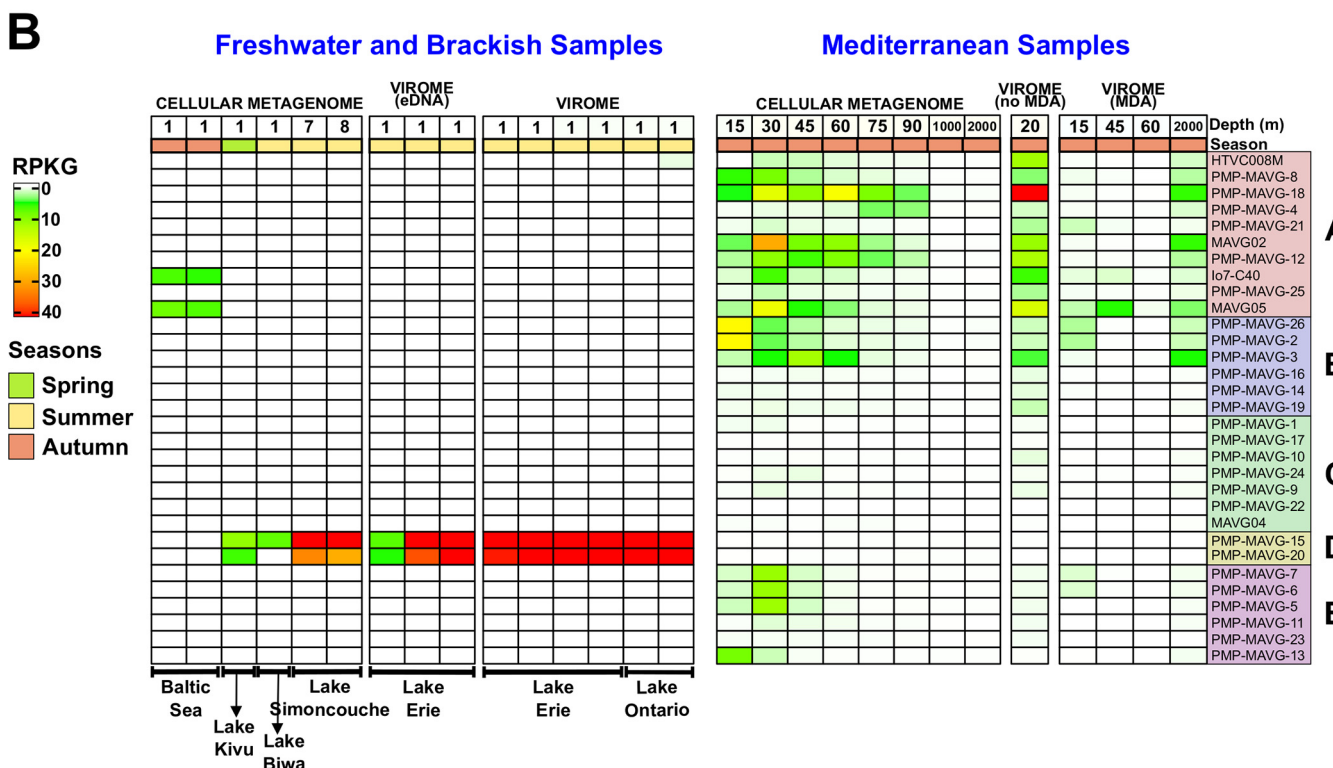 B
Freshwater and Brackish Samples
Mediterranean Samples
CELLULAR METAGENOME
VIROME
(eDNA)
VIROME
CELLULAR METAGENOME
VIROME
(no MDA)
VIROME
(MDA)
1 1 1 1 7 8 1 1 1 1 1 1 1 1 1 15 30 45 60 75 90 1000 2000 20 15 45 60 2000 Depth (m)
Season
RPKG
0
10
20
30
40
Seasons
Spring
Summer
Autumn
HTVC008M
PMP-MAVG-8
PMP-MAVG-18
PMP-MAVG-4
PMP-MAVG-21
MAVG02
PMP-MAVG-12
Io7-C40
PMP-MAVG-25
MAVG05
PMP-MAVG-26
PMP-MAVG-2
PMP-MAVG-3
PMP-MAVG-16
PMP-MAVG-14
PMP-MAVG-19
PMP-MAVG-1
PMP-MAVG-17
PMP-MAVG-10
PMP-MAVG-24
PMP-MAVG-9
PMP-MAVG-22
MAVG04
PMP-MAVG-15
PMP-MAVG-20
PMP-MAVG-7
PMP-MAVG-6
PMP-MAVG-5
PMP-MAVG-11
PMP-MAVG-23
PMP-MAVG-13
Baltic
Sea
Lake
Kivu
Lake
Biwa
Lake
Simoncouche
Lake
Erie
Lake
Erie
Lake
Ontario